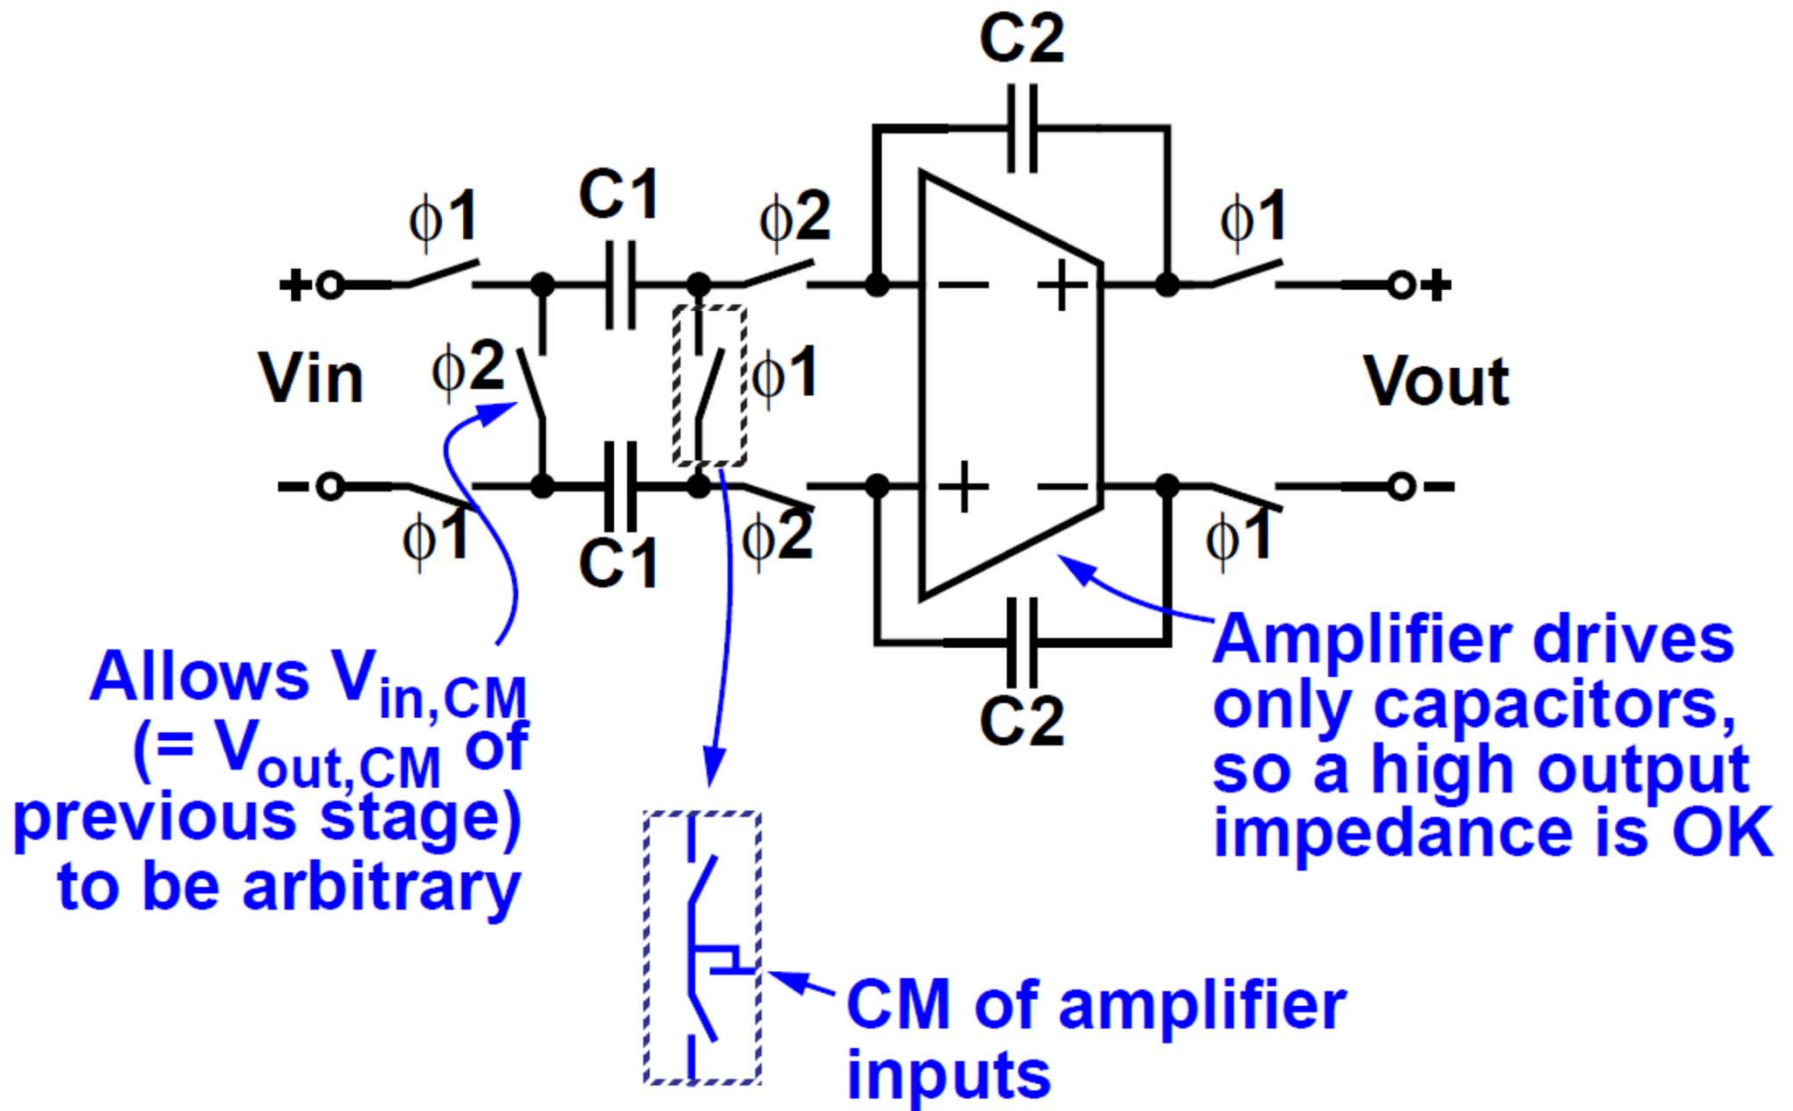 C2
C1
ϕ1
ϕ2
ϕ1
+
− +
+
Vin
ϕ2
ϕ1
Vout
−
+ −
−
ϕ1
C1
ϕ2
ϕ1
C2
Allows Vin,CM
(= Vout,CM of
previous stage)
to be arbitrary
Amplifier drives
only capacitors,
so a high output
impedance is OK
CM of amplifier
inputs